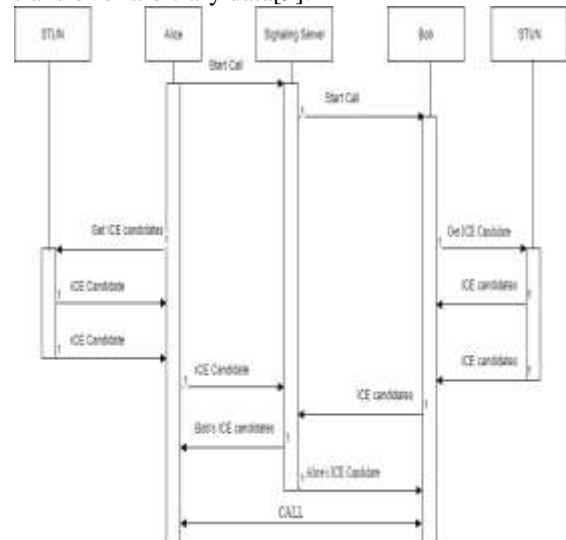 STUN
Alice
Signaling Server
Bob
STUN
Start Call
Start Call
Get ICE candidates
Get ICE Candidate
ICE Candidate
ICE candidates
ICE Candidate
ICE candidates
ICE Candidate
ICE candidates
Bob's ICE candidates
Alice's ICE Candidate
CALL